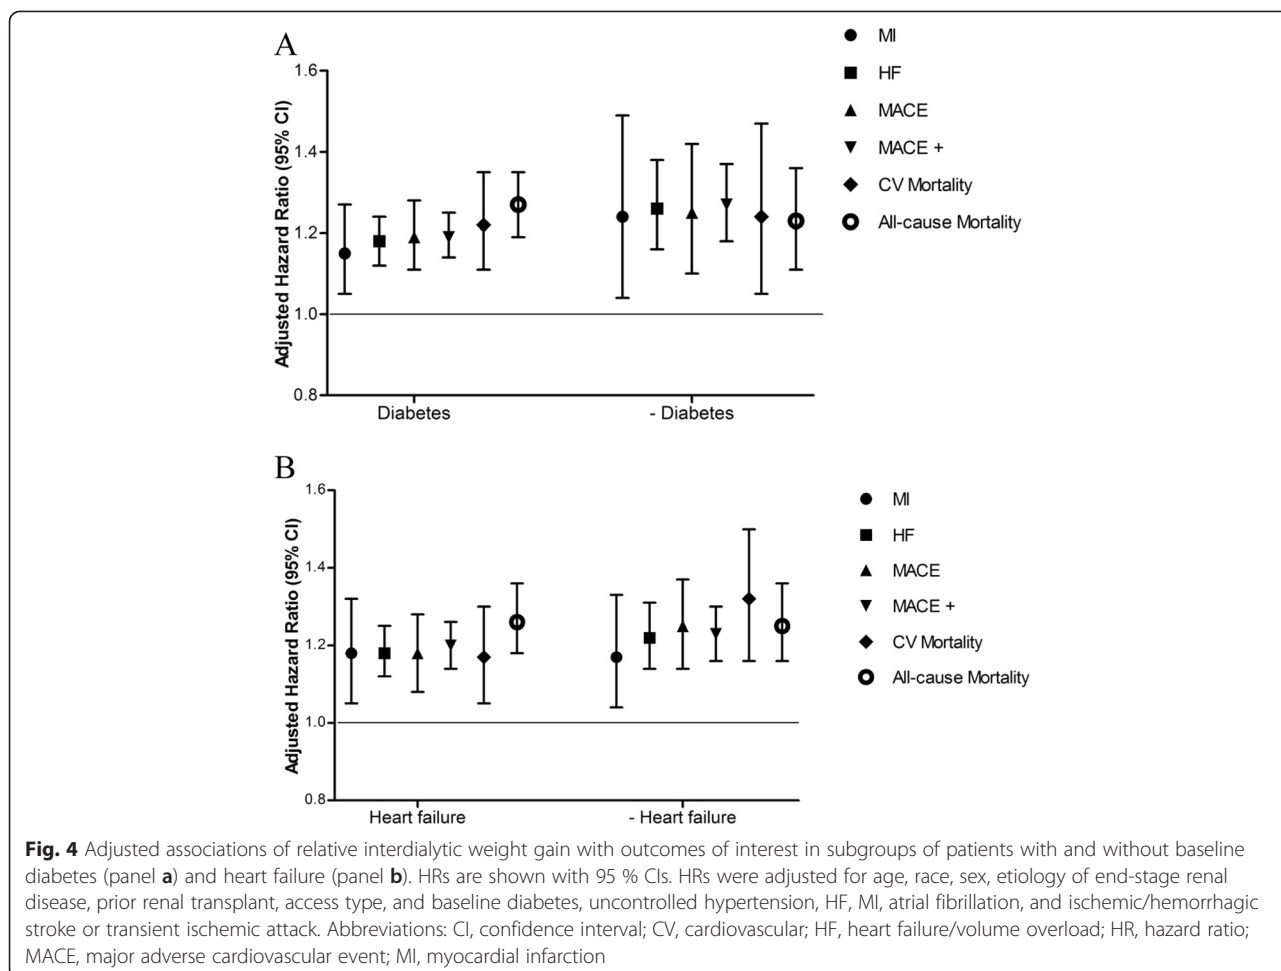 A
Adjusted Hazard Ratio (95% CI)
1.6
1.4
1.2
1.0
0.8
Diabetes
- Diabetes
MI
HF
MACE
MACE +
CV Mortality
All-cause Mortality
B
Adjusted Hazard Ratio (95% CI)
1.6
1.4
1.2
1.0
0.8
Heart failure
- Heart failure
MI
HF
MACE
MACE +
CV Mortality
All-cause Mortality
Fig. 4 Adjusted associations of relative interdialytic weight gain with outcomes of interest in subgroups of patients with and without baseline
diabetes (panel a) and heart failure (panel b). HRs are shown with 95 % CIs. HRs were adjusted for age, race, sex, etiology of end-stage renal
disease, prior renal transplant, access type, and baseline diabetes, uncontrolled hypertension, HF, MI, atrial fibrillation, and ischemic/hemorrhagic
stroke or transient ischemic attack. Abbreviations: CI, confidence interval; CV, cardiovascular; HF, heart failure/volume overload; HR, hazard ratio;
MACE, major adverse cardiovascular event; MI, myocardial infarction